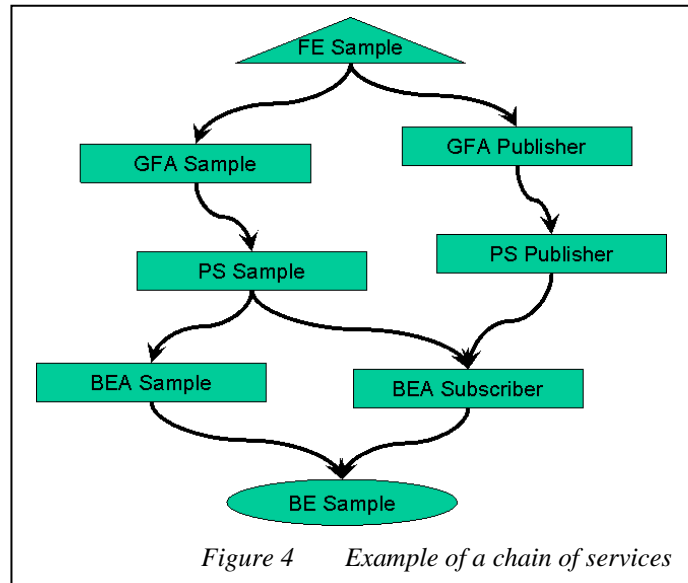 FE Sample
GFA Sample
GFA Publisher
PS Sample
PS Publisher
BEA Sample
BEA Subscriber
BE Sample
Figure 4 Example of a chain of services